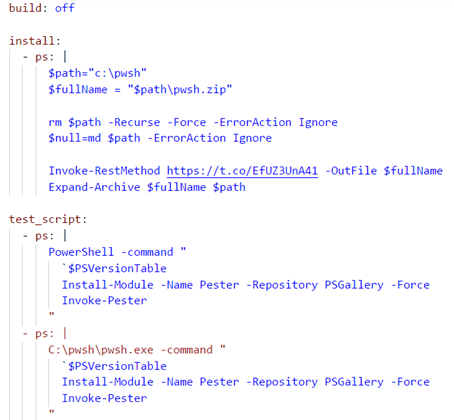 build: off
install:
- ps: |
$path="c:\pwsh"
$fullName = "$path\pwsh.zip"
rm $path -Recurse -Force -ErrorAction Ignore
$null=md $path -ErrorAction Ignore
Invoke-RestMethod https://t.co/EfUZ3UnA41 -OutFile $fullName
Expand-Archive $fullName $path
test_script:
- ps: |
PowerShell -command "
`$PSVersionTable
Install-Module -Name Pester -Repository PSGallery -Force
Invoke-Pester
"
- ps: |
C:\pwsh\pwsh.exe -command "
`$PSVersionTable
Install-Module -Name Pester -Repository PSGallery -Force
Invoke-Pester
"